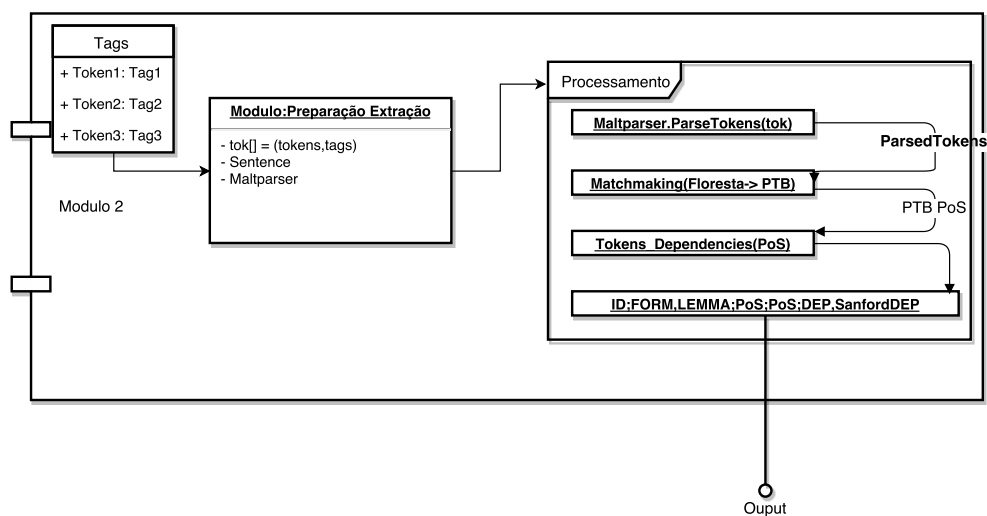 Tags
+ Token1: Tag1
+ Token2: Tag2
+ Token3: Tag3
Modulo 2
Modulo:Preparação Extração
- tok[] = (tokens,tags)
- Sentence
- Maltparser
Processamento
Maltparser.ParseTokens(tok)
ParsedTokens
Matchmaking(Floresta-> PTB)
PTB PoS
Tokens_Dependencies(PoS)
ID;FORM,LEMMA;PoS;PoS;DEP,SanfordDEP
Ouput